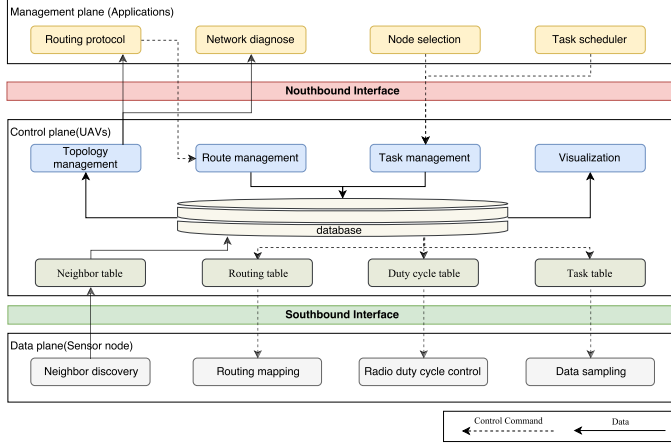 Management plane (Applications)
Routing protocol
Network diagnose
Node selection
Task scheduler
Nouthbound Interface
Control plane(UAVs)
Topology
management
Route management
Task management
Visualization
database
Neighbor table
Routing table
Duty cycle table
Task table
Southbound Interface
Data plane(Sensor node)
Neighbor discovery
Routing mapping
Radio duty cycle control
Data sampling
Control Command
Data